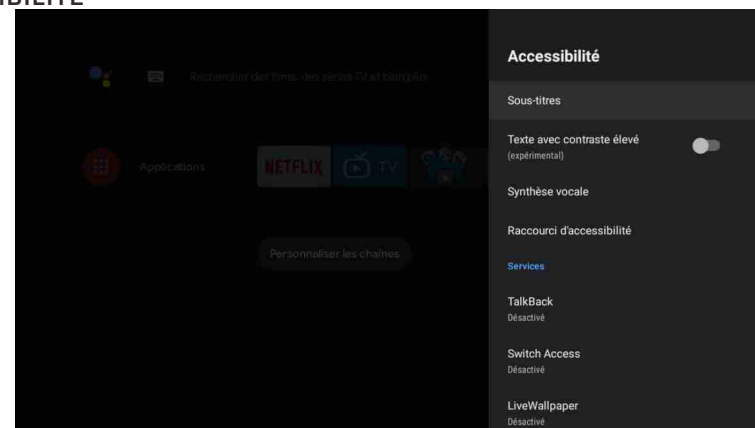 IBILITÉ
Rechercher des films, des séries TV et bien plus
Applications
NETFLIX
TV
Personnaliser les chaînes
Accessibilité
Sous-titres
Texte avec contraste élevé
(expérimental)
Synthèse vocale
Raccourci d'accessibilité
Services
TalkBack
Désactivé
Switch Access
Désactivé
LiveWallpaper
Désactivé